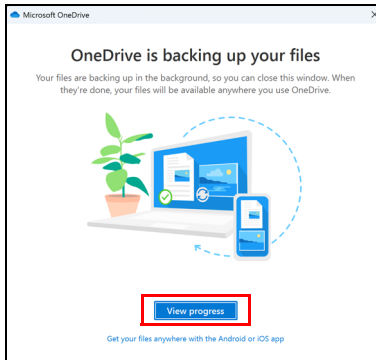 Microsoft OneDrive
OneDrive is backing up your files
Your files are backing up in the background, so you can close this window. When
they're done, your files will be available anywhere you use OneDrive.
View progress
Get your files anywhere with the Android or iOS app